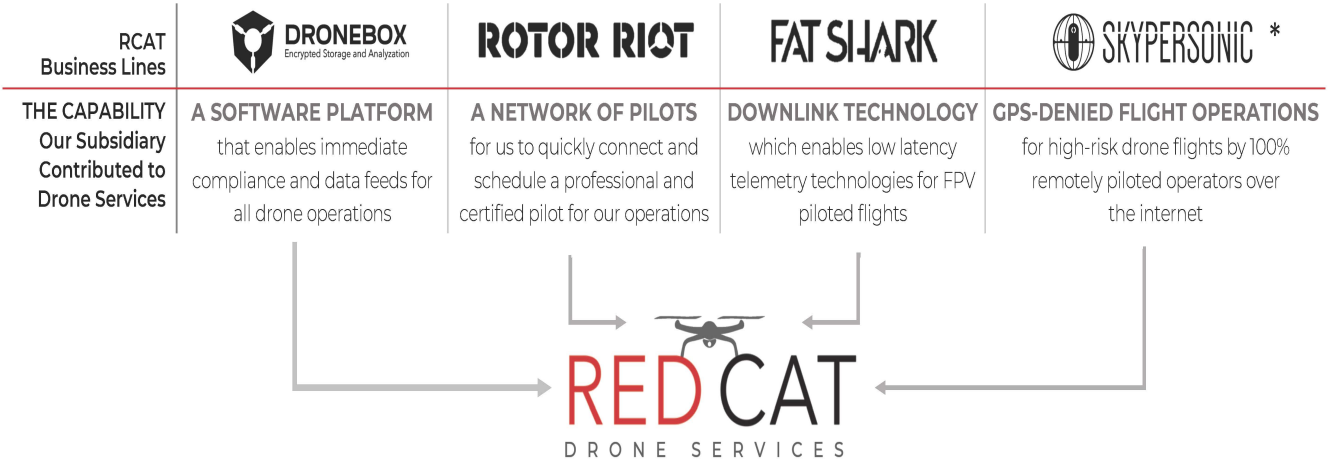 RCAT
Business Lines
DRONEBOX
Encrypted Storage and Analyzation
ROTOR RIOT
FAT SHARK
SKYPERSONIC *
THE CAPABILITY
Our Subsidiary
Contributed to
Drone Services
A SOFTWARE PLATFORM
that enables immediate
compliance and data feeds for
all drone operations
A NETWORK OF PILOTS
for us to quickly connect and
schedule a professional and
certified pilot for our operations
DOWNLINK TECHNOLOGY
which enables low latency
telemetry technologies for FPV
piloted flights
GPS-DENIED FLIGHT OPERATIONS
for high-risk drone flights by 100%
remotely piloted operators over
the internet
RED CAT
DRONE SERVICES